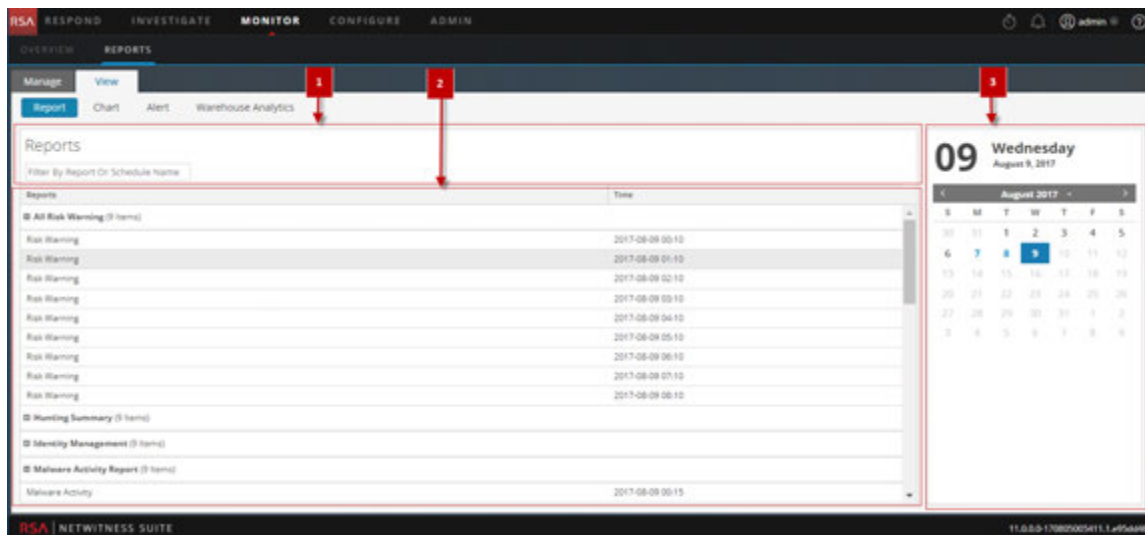 RSA RESPOND INVESTIGATE MONITOR CONFIGURE ADMIN admin
OVERVIEW REPORTS
Manage View
1
2
3
Report Chart Alert Warehouse Analytics
Reports
Filter By Report Or Schedule Name
09 Wednesday
August 9, 2017
August 2017
S M T W T F S
30 31 1 2 3 4 5
6 7 8 9 10 11 12
13 14 15 16 17 18 19
20 21 22 23 24 25 26
27 28 29 30 31 1 2
3 4 5 6 7 8 9
Reports Time
All Risk Warning (9 Items)
Risk Warning 2017-08-09 00:10
Risk Warning 2017-08-09 01:10
Risk Warning 2017-08-09 02:10
Risk Warning 2017-08-09 03:10
Risk Warning 2017-08-09 04:10
Risk Warning 2017-08-09 05:10
Risk Warning 2017-08-09 06:10
Risk Warning 2017-08-09 07:10
Risk Warning 2017-08-09 08:10
Hunting Summary (9 Items)
Identity Management (9 Items)
Malware Activity Report (9 Items)
Malware Activity 2017-08-09 00:15
RSA NETWITNESS SUITE